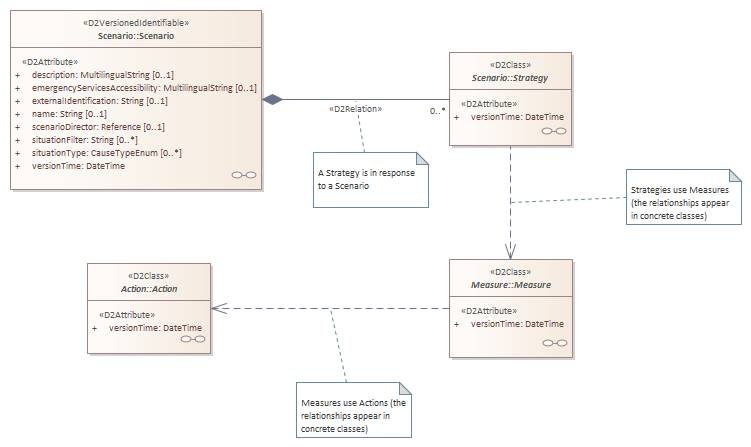 «D2VersionedIdentifiable»
Scenario::Scenario
«D2Attribute»
+ description: MultilingualString [0..1]
+ emergencyServicesAccessibility: MultilingualString [0..1]
+ externalIdentification: String [0..1]
+ name: String [0..1]
+ scenarioDirector: Reference [0..1]
+ situationFilter: String [0..*]
+ situationType: CauseTypeEnum [0..*]
+ versionTime: DateTime
«D2Relation»
0..*
«D2Class»
Scenario::Strategy
«D2Attribute»
+ versionTime: DateTime
A Strategy is in response
to a Scenario
Strategies use Measures
(the relationships appear
in concrete classes)
«D2Class»
Action::Action
«D2Attribute»
+ versionTime: DateTime
«D2Class»
Measure::Measure
«D2Attribute»
+ versionTime: DateTime
Measures use Actions (the
relationships appear in
concrete classes)